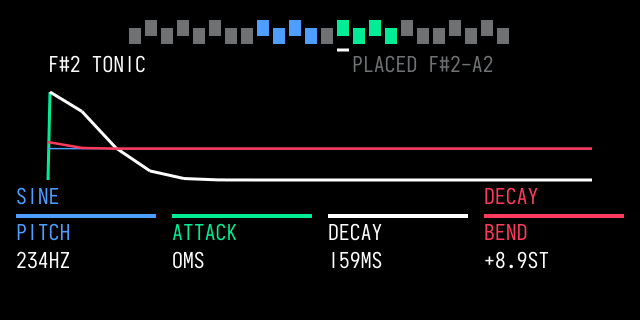 F#2 TONIC
PLACED F#2-A2
SINE
DECAY
PITCH
ATTACK
DECAY
BEND
234HZ
0MS
159MS
+8.9ST